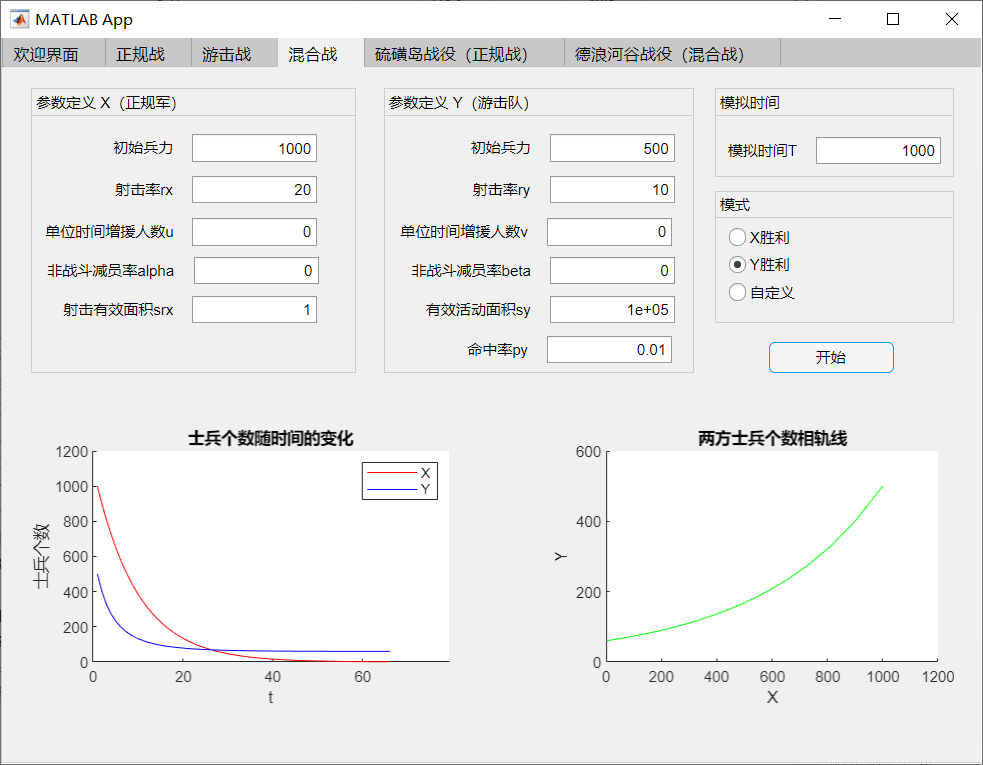 MATLAB App
欢迎界面 正规战 游击战 混合战 硫磺岛战役（正规战） 德浪河谷战役（混合战）
参数定义 X（正规军）
初始兵力 1000
射击率rx 20
单位时间增援人数u 0
非战斗减员率alpha 0
射击有效面积srx 1
参数定义 Y（游击队）
初始兵力 500
射击率ry 10
单位时间增援人数v 0
非战斗减员率beta 0
有效活动面积sy 1e+05
命中率py 0.01
模拟时间
模拟时间T 1000
模式
X胜利
Y胜利
自定义
开始
士兵个数随时间的变化
1200
1000
800
600
400
200
0
士兵个数
X
Y
0 20 40 60
t
两方士兵个数相轨线
600
400
200
0
Y
0 200 400 600 800 1000 1200
X